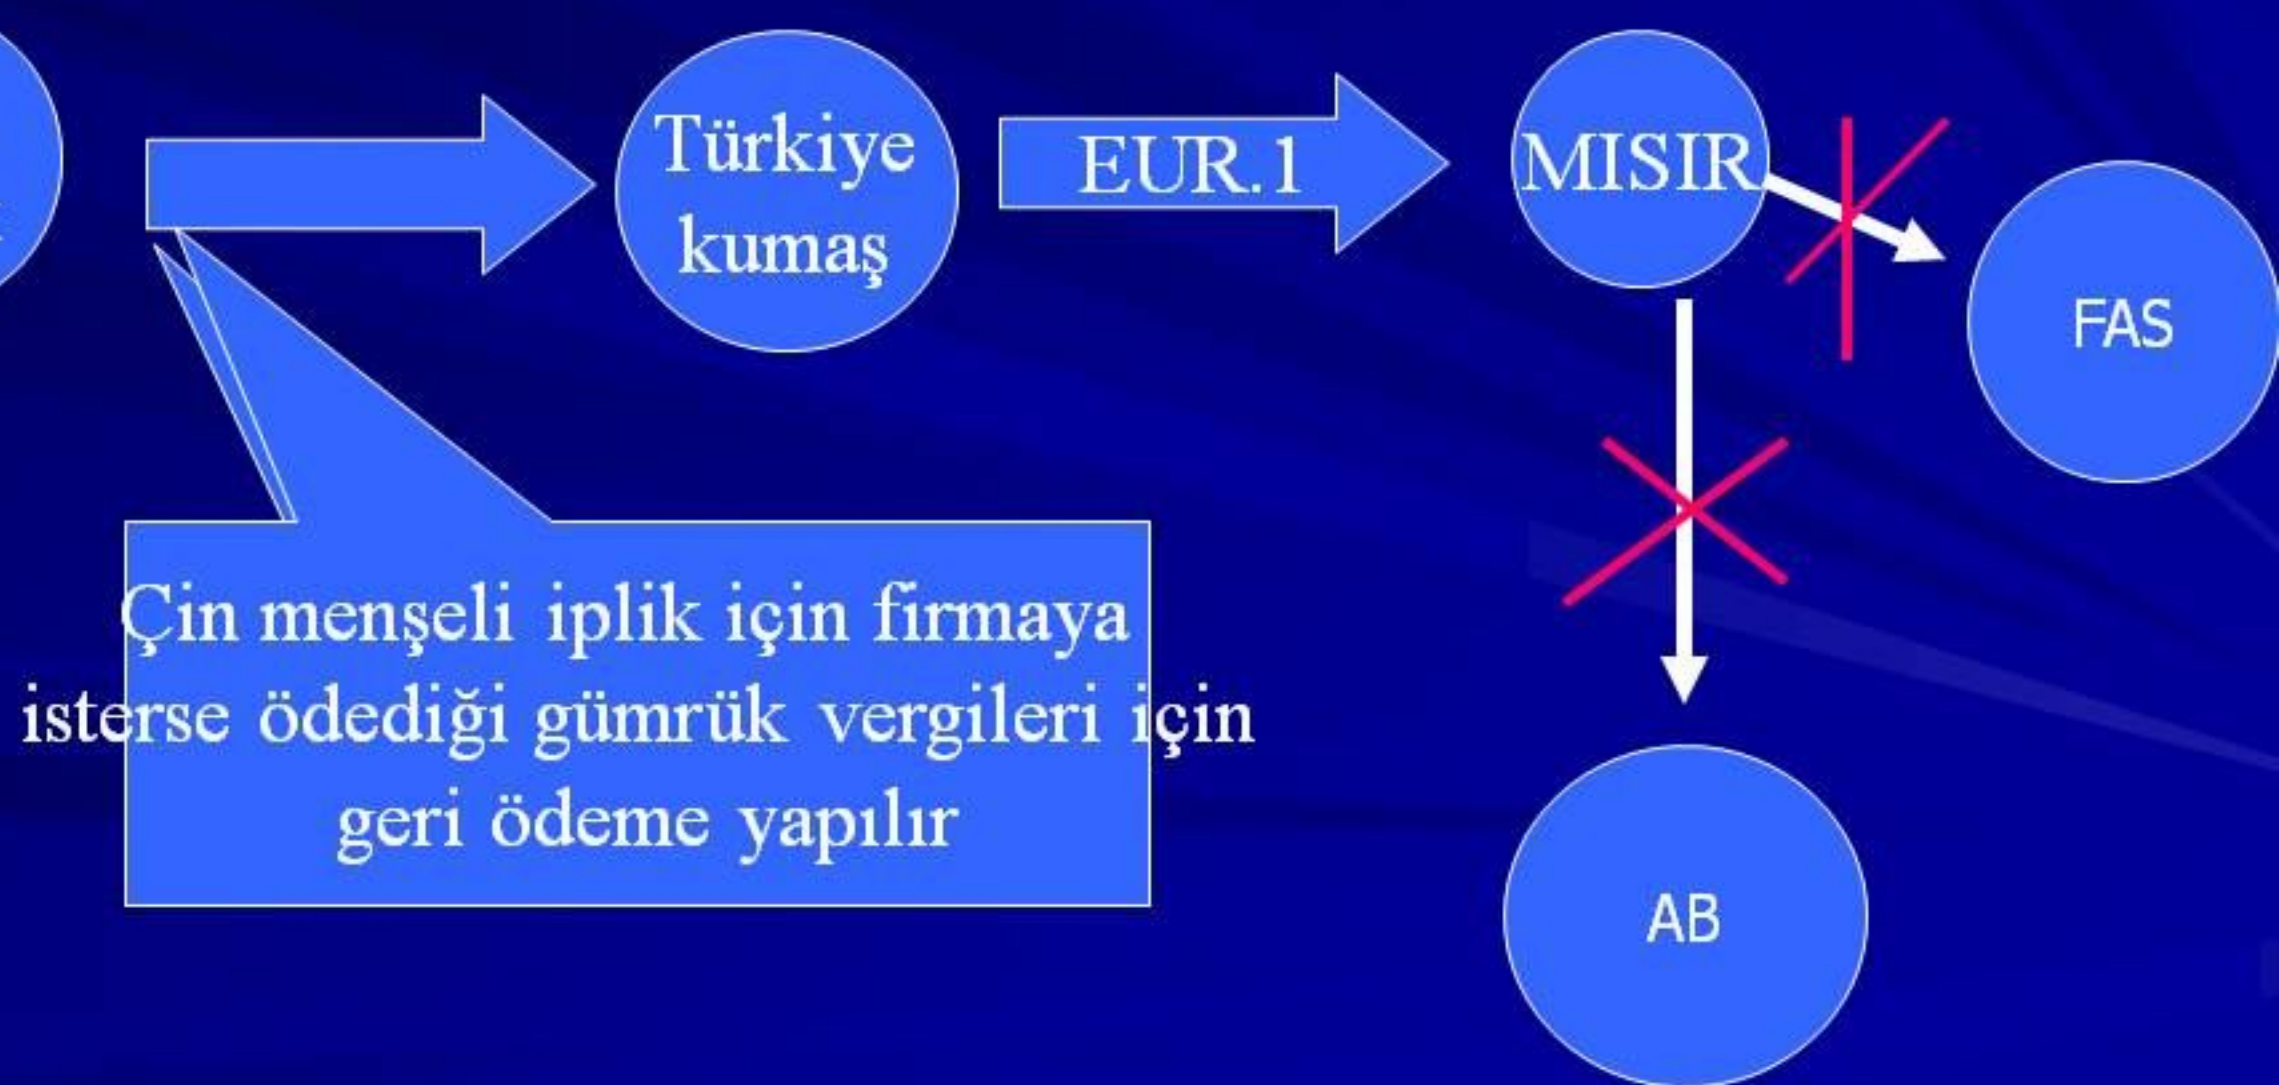 Türkiye
kumaş
EUR.1
MISIR
FAS
Çin menşeli iplik için firmaya
isterse ödediği gümrük vergileri için
geri ödeme yapılır
AB